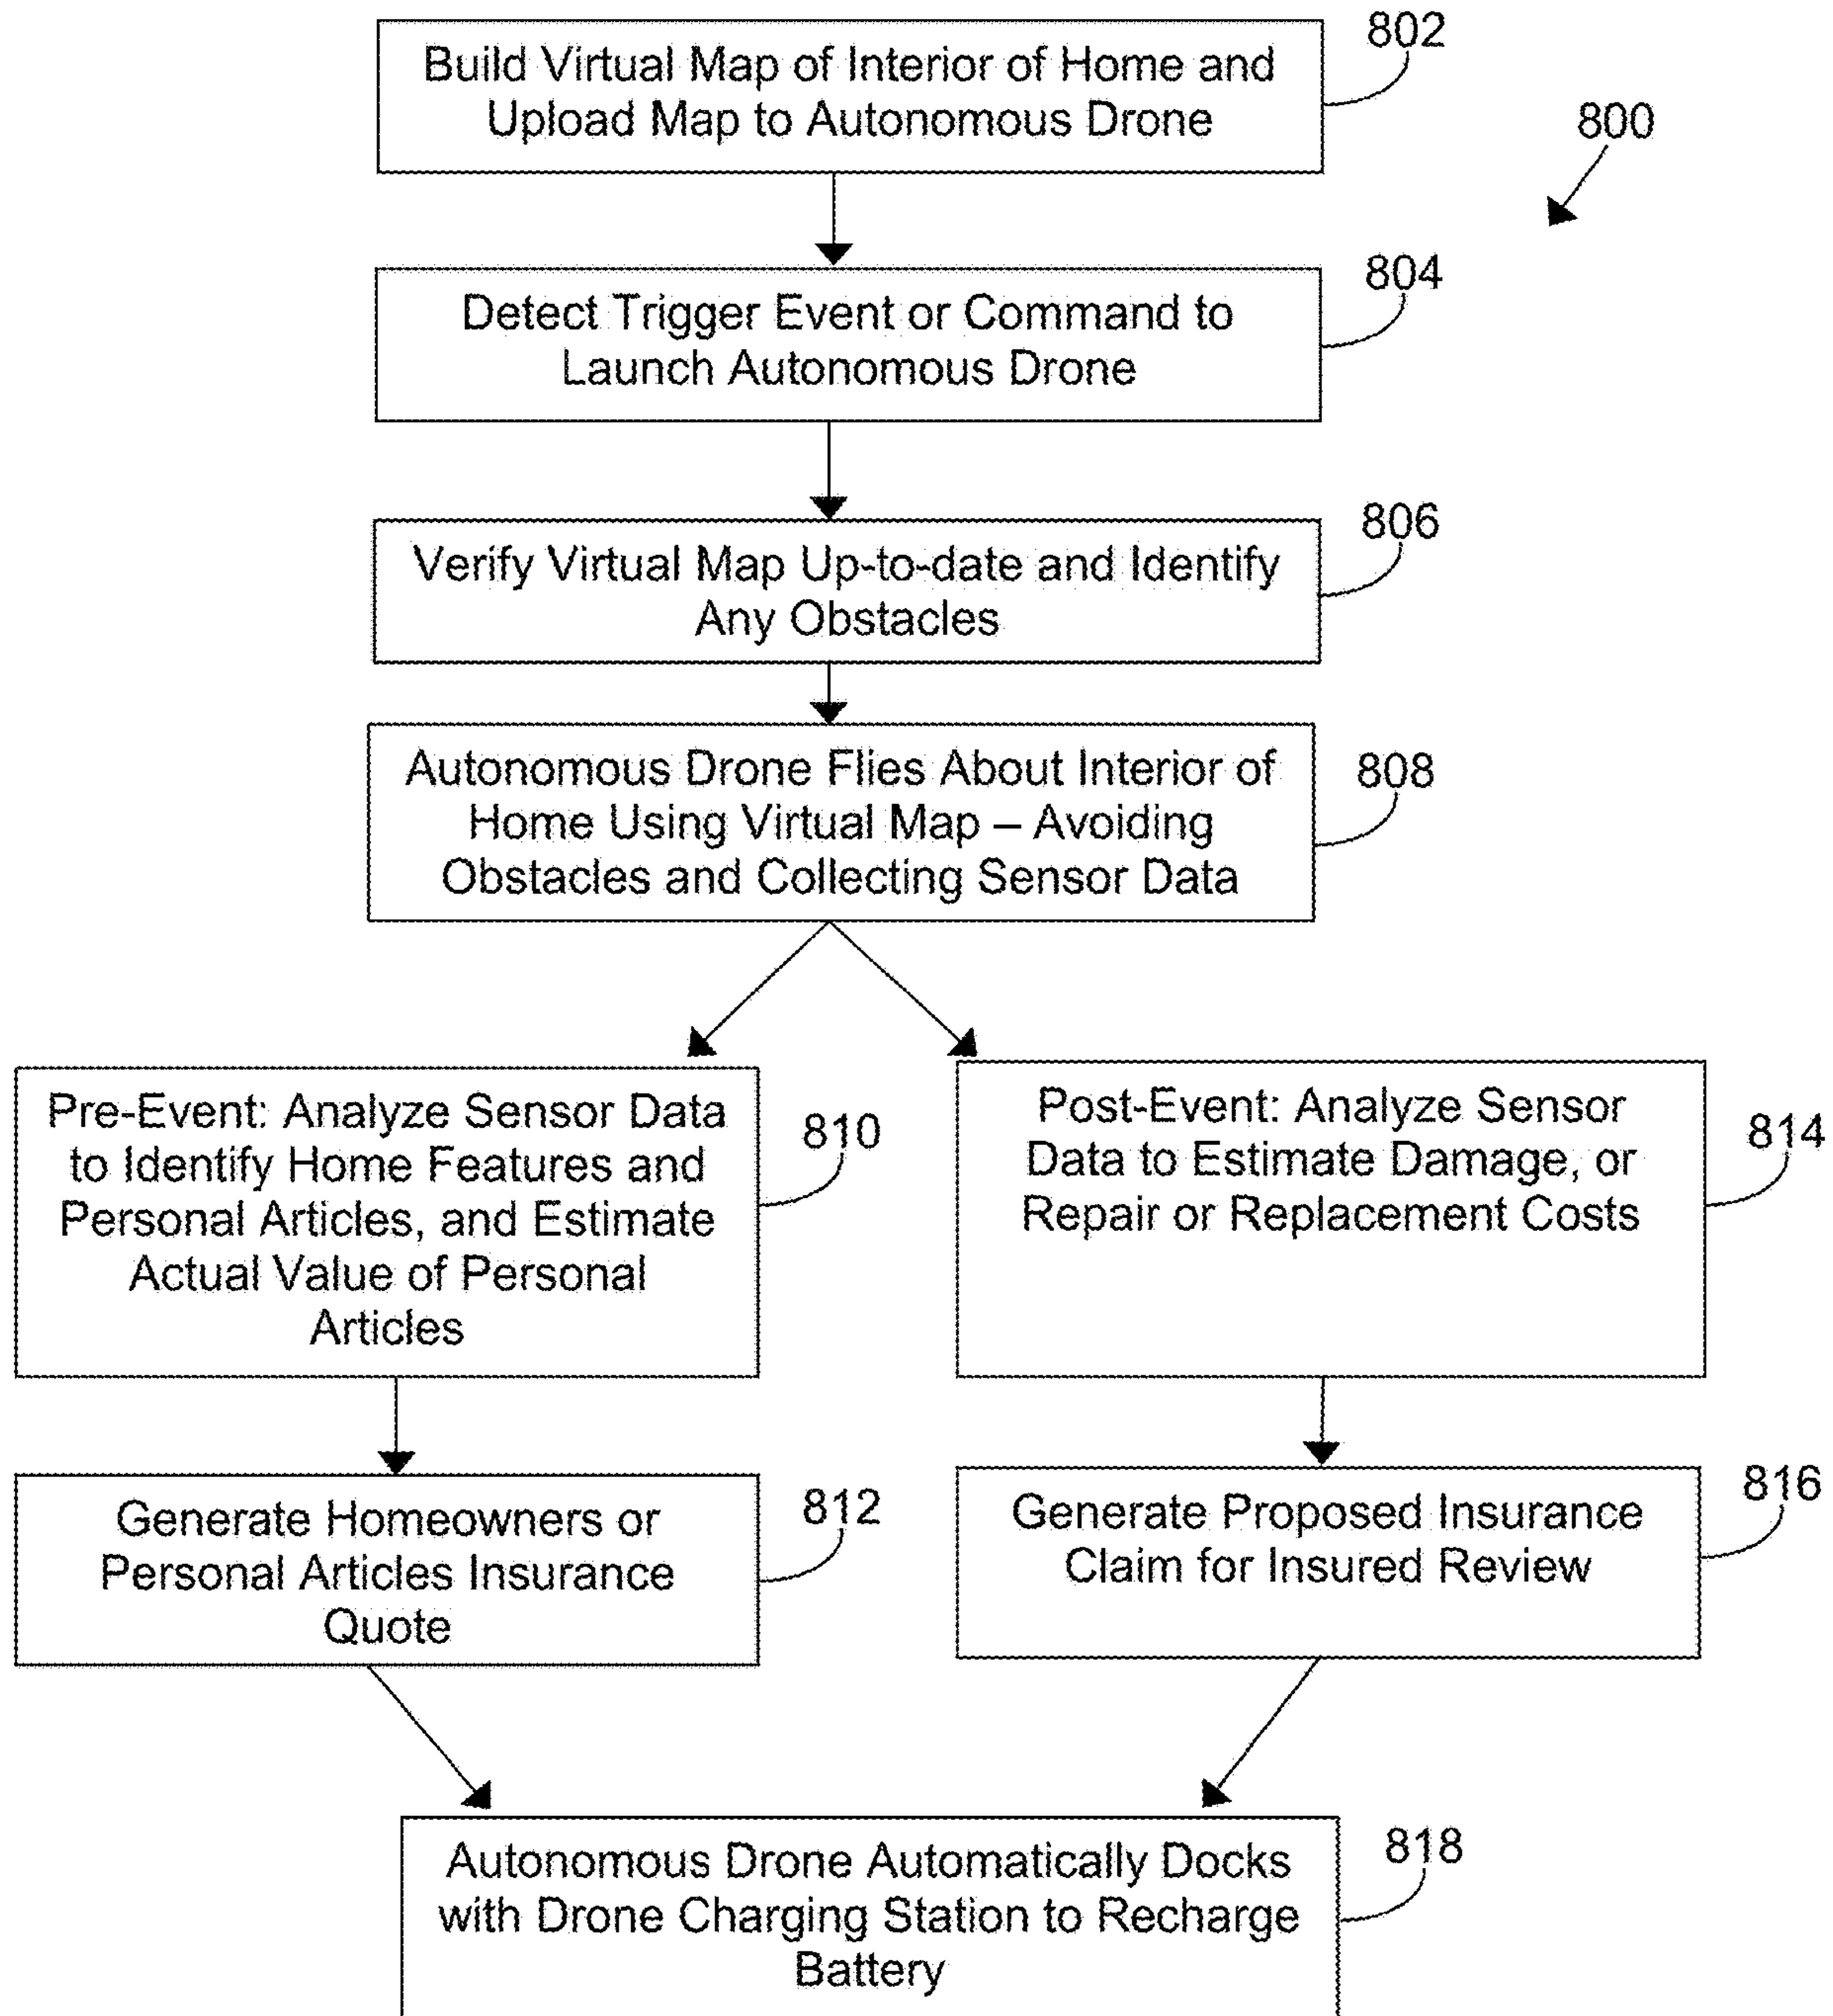 802
Build Virtual Map of Interior of Home and
Upload Map to Autonomous Drone
800
804
Detect Trigger Event or Command to
Launch Autonomous Drone
806
Verify Virtual Map Up-to-date and Identify
Any Obstacles
808
Autonomous Drone Flies About Interior of
Home Using Virtual Map – Avoiding
Obstacles and Collecting Sensor Data
810
Pre-Event: Analyze Sensor Data
to Identify Home Features and
Personal Articles, and Estimate
Actual Value of Personal
Articles
814
Post-Event: Analyze Sensor
Data to Estimate Damage, or
Repair or Replacement Costs
812
Generate Homeowners or
Personal Articles Insurance
Quote
816
Generate Proposed Insurance
Claim for Insured Review
818
Autonomous Drone Automatically Docks
with Drone Charging Station to Recharge
Battery